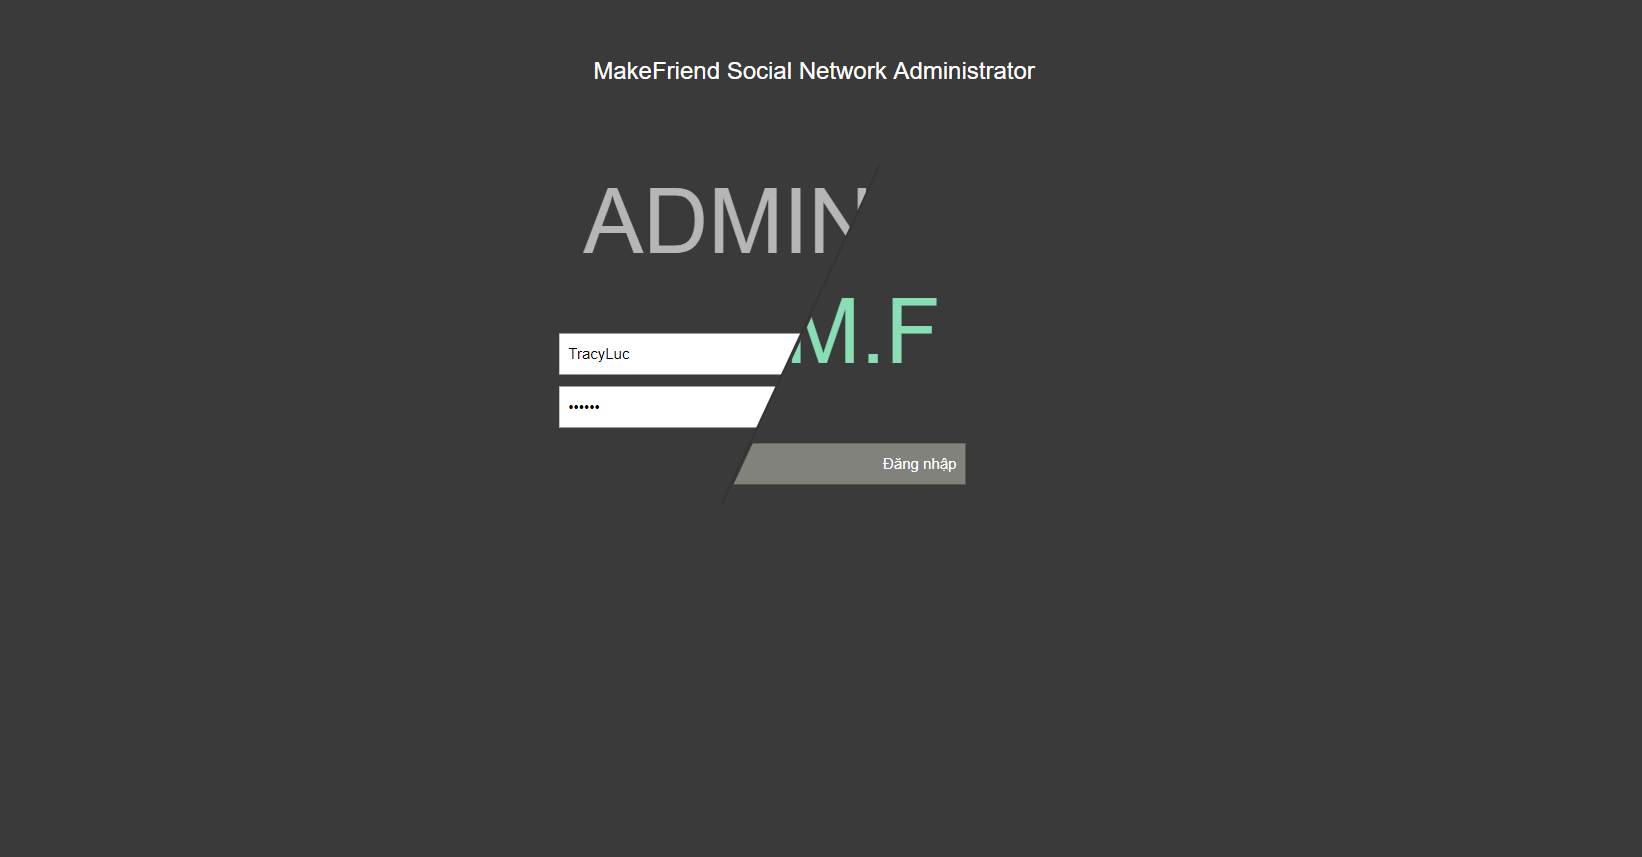 MakeFriend Social Network Administrator
ADMIN
M.F
TracyLuc
••••••
Đăng nhập